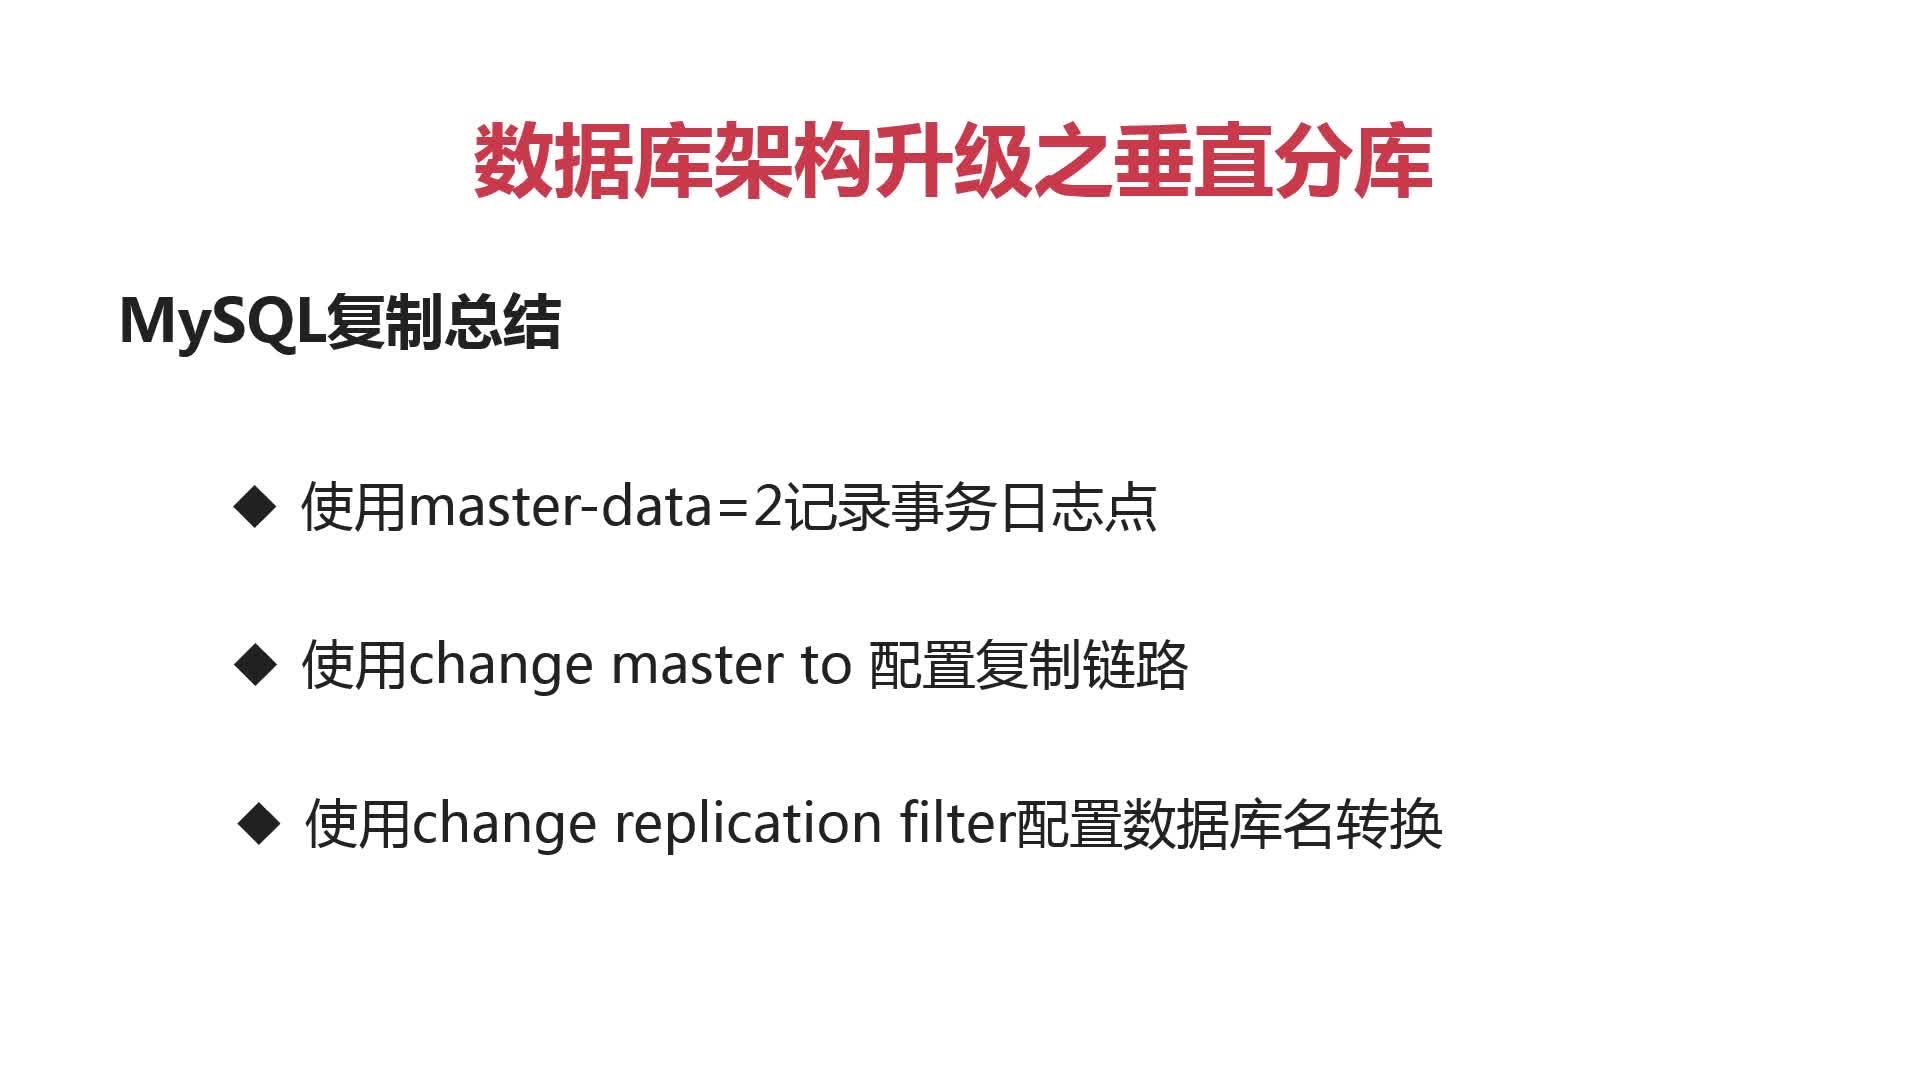 数据库架构升级之垂直分库
MySQL复制总结
◆ 使用master-data=2记录事务日志点
◆ 使用change master to 配置复制链路
◆ 使用change replication filter配置数据库名转换